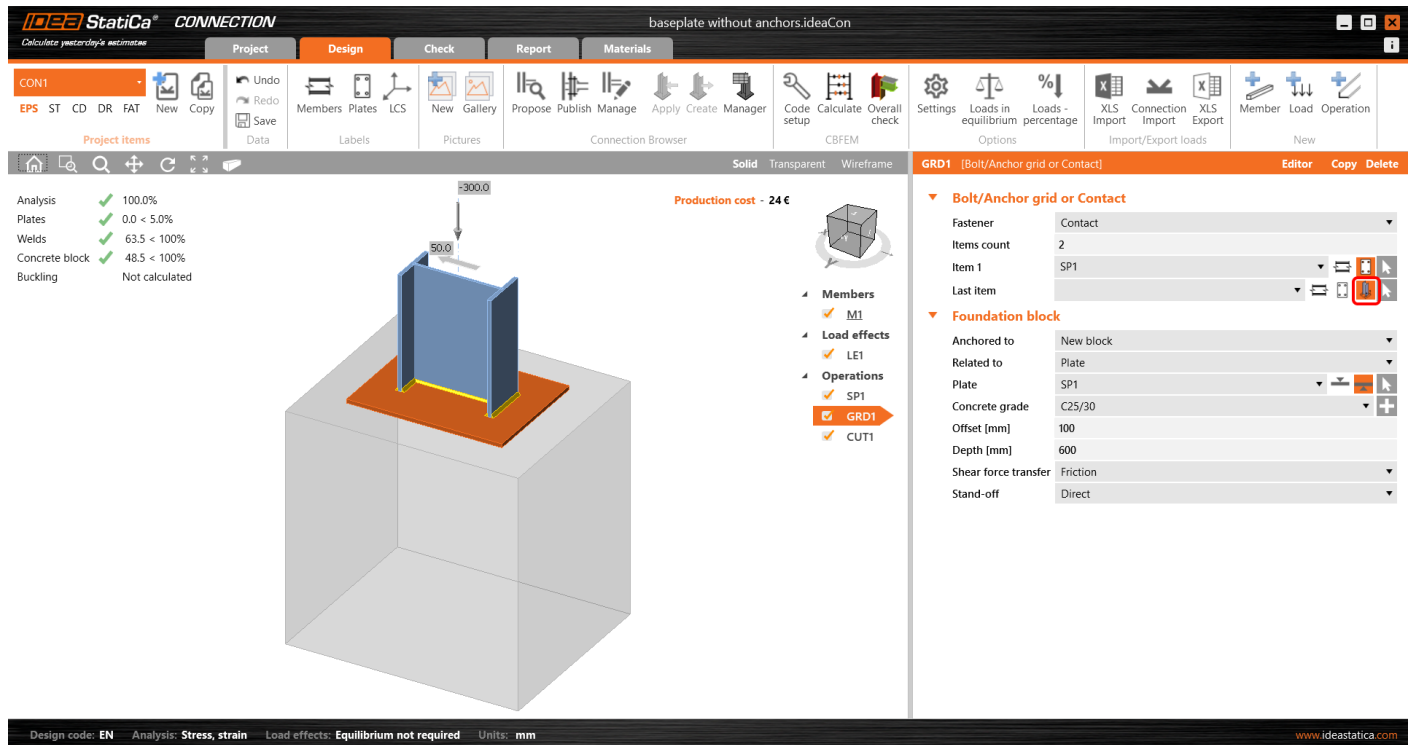 IDEA StatiCa® CONNECTION
Calculate yesterday's estimates
baseplate without anchors.ideaCon
i
Project Design Check Report Materials
CON1
EPS ST CD DR FAT
New Copy
Project items
Undo
Redo
Save
Data
Members Plates LCS
Labels
New Gallery
Pictures
Propose Publish Manage Apply Create Manager
Connection Browser
Code setup Calculate Overall check
CBFEM
Settings Loads in equilibrium Loads - percentage
Options
XLS Import Connection Import XLS Export
Import/Export loads
Member Load Operation
New
Solid Transparent Wireframe
Analysis 100.0%
Plates 0.0 < 5.0%
Welds 63.5 < 100%
Concrete block 48.5 < 100%
Buckling Not calculated
-300.0
50.0
Production cost - 24 €
Members
M1
Load effects
LE1
Operations
SP1
GRD1
CUT1
GRD1 [Bolt/Anchor grid or Contact] Editor Copy Delete
Bolt/Anchor grid or Contact
Fastener Contact
Items count 2
Item 1 SP1
Last item
Foundation block
Anchored to New block
Related to Plate
Plate SP1
Concrete grade C25/30
Offset [mm] 100
Depth [mm] 600
Shear force transfer Friction
Stand-off Direct
Design code: EN Analysis: Stress, strain Load effects: Equilibrium not required Units: mm
www.ideastatica.com